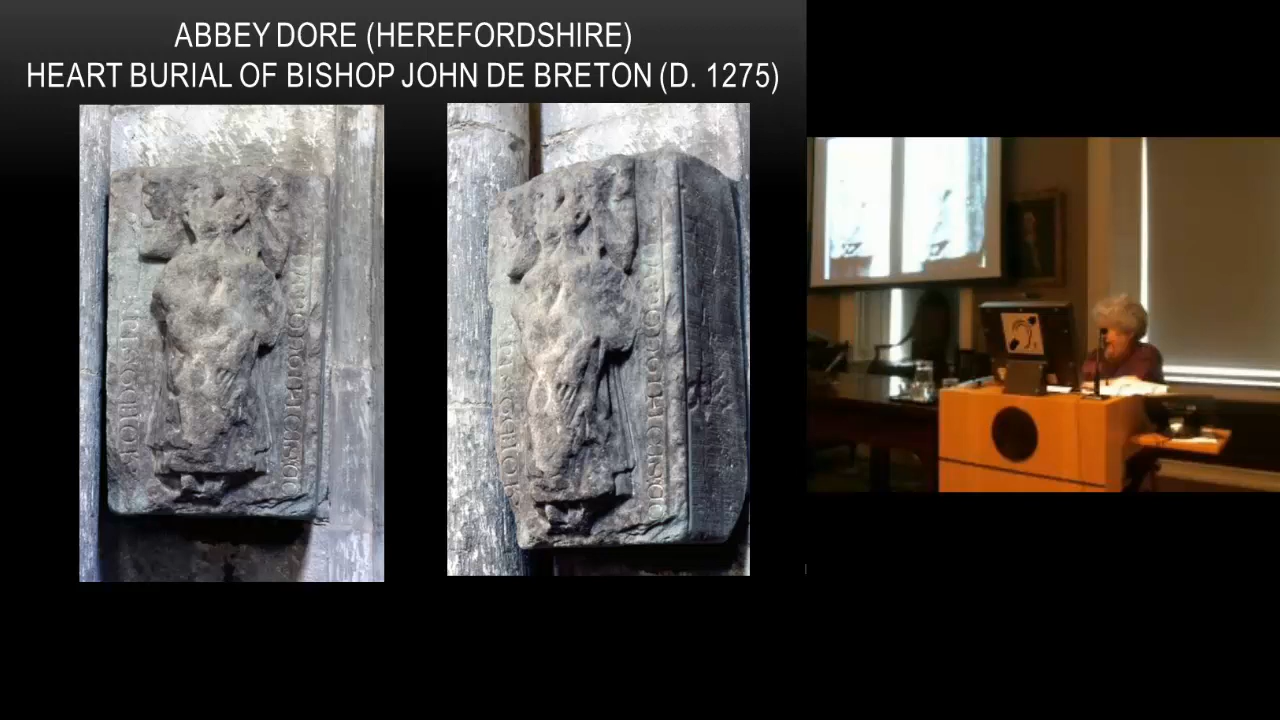 ABBEY DORE (HEREFORDSHIRE)
HEART BURIAL OF BISHOP JOHN DE BRETON (D. 1275)